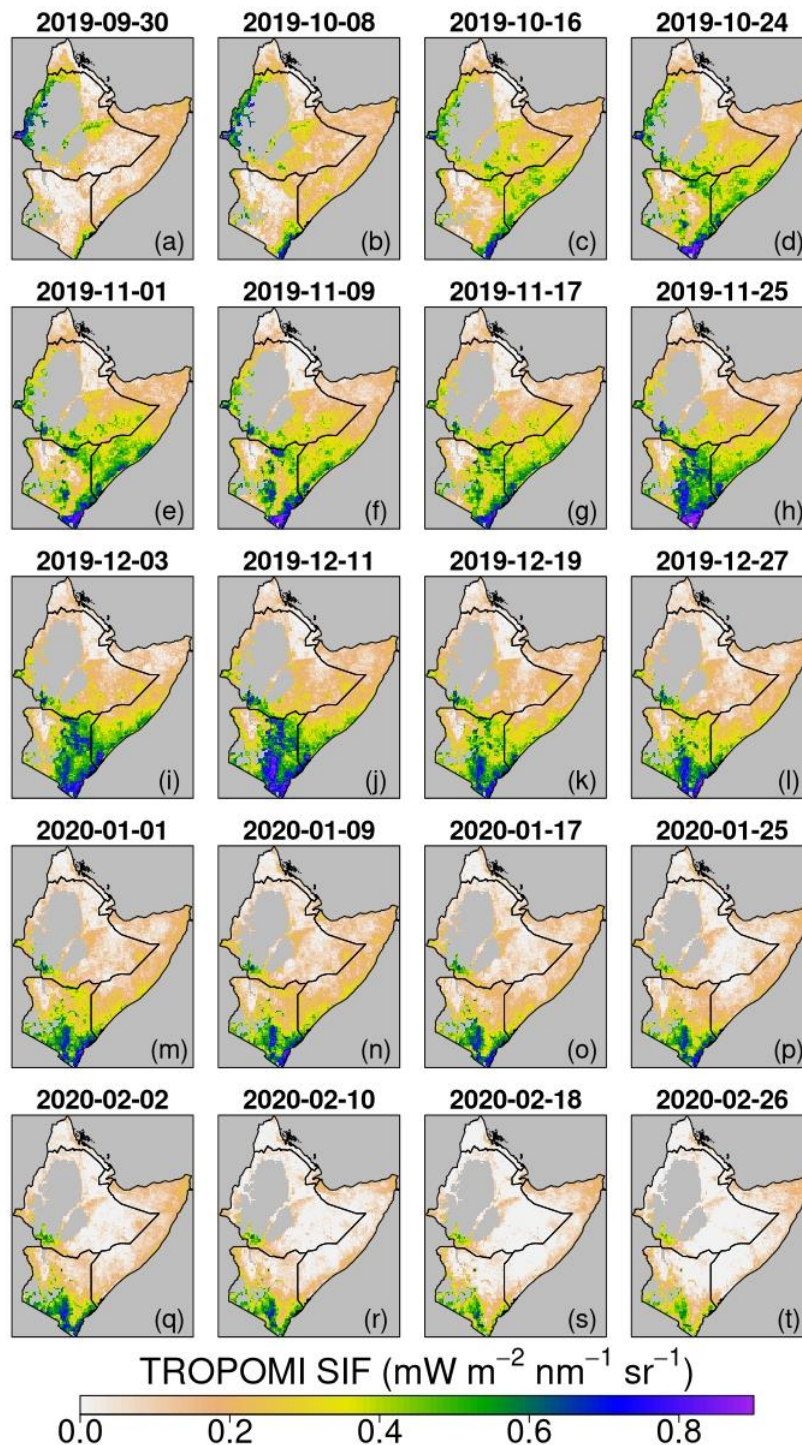 2019-09-30 2019-10-08 2019-10-16 2019-10-24
(a) (b) (c) (d)
2019-11-01 2019-11-09 2019-11-17 2019-11-25
(e) (f) (g) (h)
2019-12-03 2019-12-11 2019-12-19 2019-12-27
(i) (j) (k) (l)
2020-01-01 2020-01-09 2020-01-17 2020-01-25
(m) (n) (o) (p)
2020-02-02 2020-02-10 2020-02-18 2020-02-26
(q) (r) (s) (t)
TROPOMI SIF (mW m⁻² nm⁻¹ sr⁻¹)
0.0 0.2 0.4 0.6 0.8